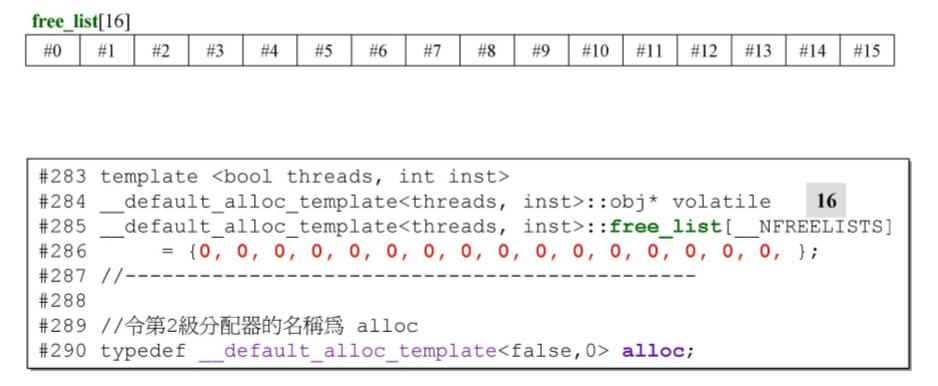 free_list[16]
#0 #1 #2 #3 #4 #5 #6 #7 #8 #9 #10 #11 #12 #13 #14 #15
#283 template <bool threads, int inst>
#284 __default_alloc_template<threads, inst>::obj* volatile 16
#285 __default_alloc_template<threads, inst>::free_list[__NFREELISTS]
#286 = {0, 0, 0, 0, 0, 0, 0, 0, 0, 0, 0, 0, 0, 0, 0, 0, };
#287 //----------------------------------------------
#288
#289 //令第2級分配器的名稱爲 alloc
#290 typedef __default_alloc_template<false,0> alloc;